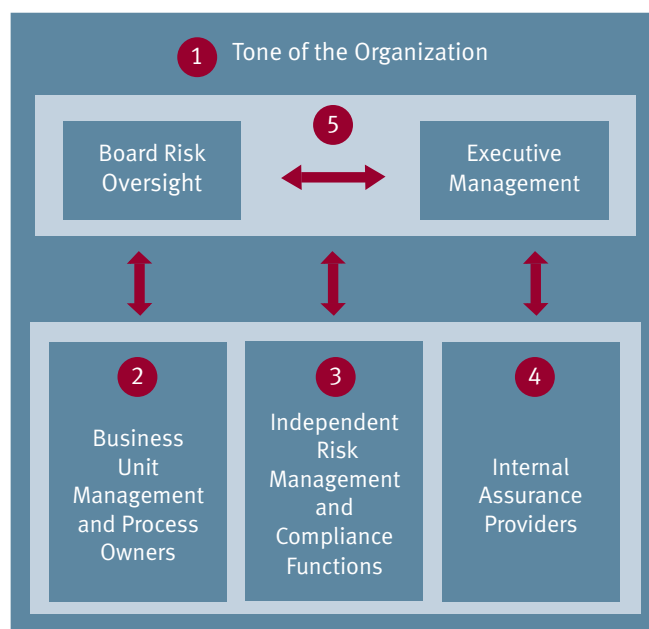 1 Tone of the Organization
5
Board Risk
Oversight
Executive
Management
2
Business
Unit
Management
and Process
Owners
3
Independent
Risk
Management
and
Compliance
Functions
4
Internal
Assurance
Providers